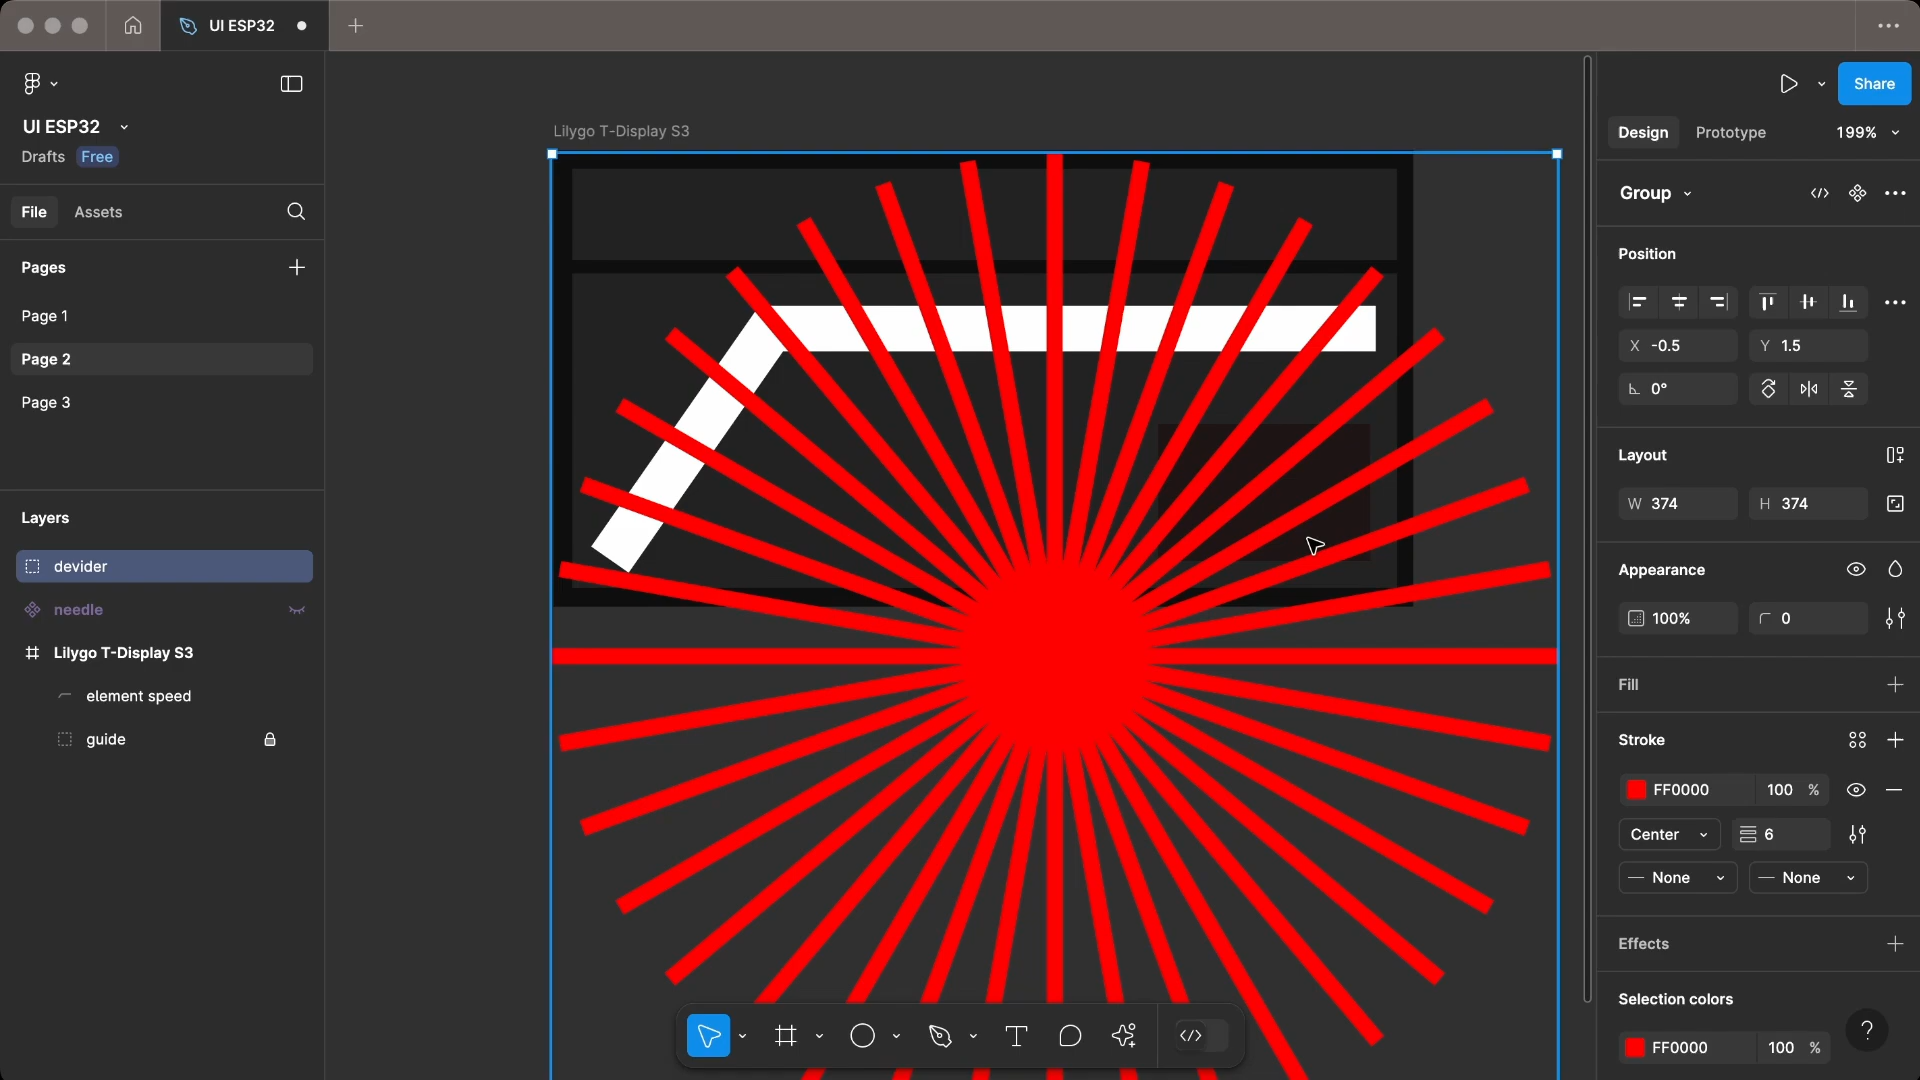 UI ESP32
UI ESP32
Drafts Free
File Assets
Pages
Page 1
Page 2
Page 3
Layers
devider
needle
Lilygo T-Display S3
element speed
guide
Lilygo T-Display S3
Share
Design Prototype 199%
Group
Position
X -0.5 Y 1.5
0°
Layout
W 374 H 374
Appearance
100% 0
Fill
Stroke
FF0000 100 %
Center 6
None None
Effects
Selection colors
FF0000 100 %
?